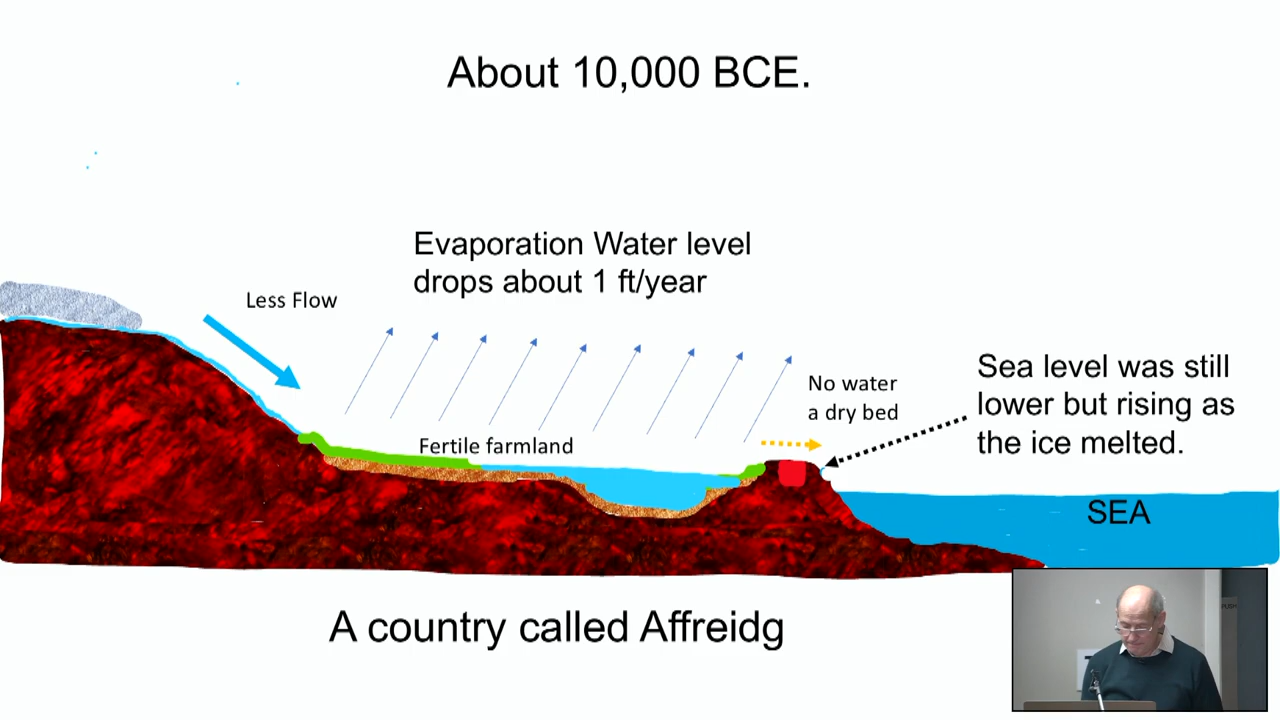 About 10,000 BCE.
Evaporation Water level
drops about 1 ft/year
Less Flow
No water
a dry bed
Sea level was still
lower but rising as
the ice melted.
Fertile farmland
SEA
A country called Affreidg